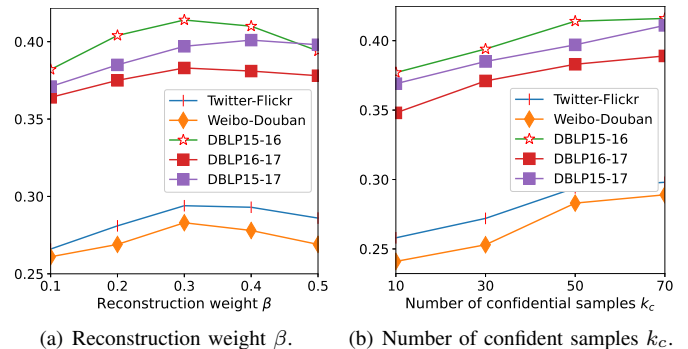 0.40
0.35
0.30
0.25
0.1 0.2 0.3 0.4 0.5
Reconstruction weight β
Twitter-Flickr
Weibo-Douban
DBLP15-16
DBLP16-17
DBLP15-17
(a) Reconstruction weight β.
0.40
0.35
0.30
0.25
10 30 50 70
Number of confidential samples k_c
Twitter-Flickr
Weibo-Douban
DBLP15-16
DBLP16-17
DBLP15-17
(b) Number of confident samples k_c.